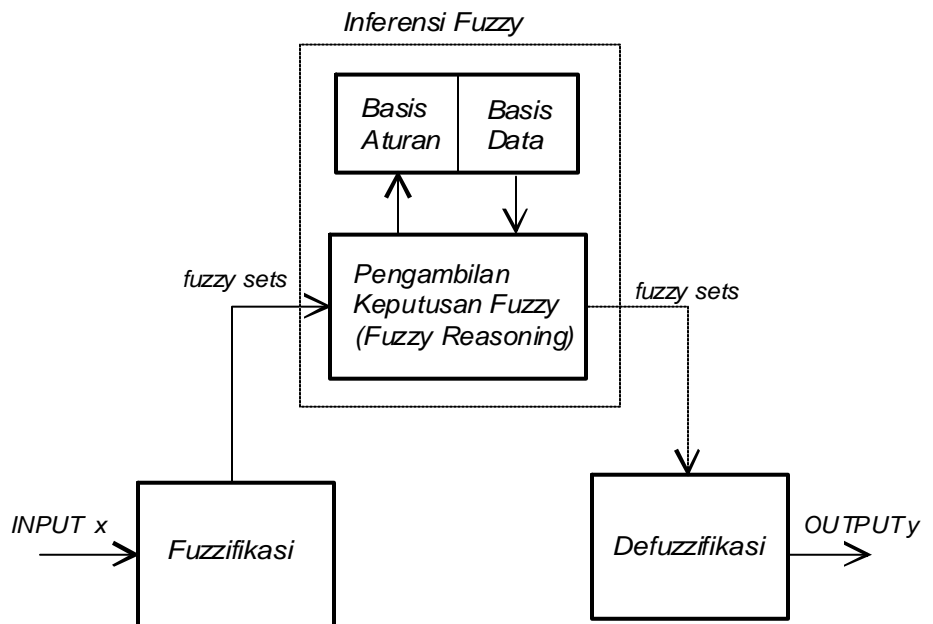 Inferensi Fuzzy
Basis
Aturan
Basis
Data
fuzzy sets
Pengambilan
Keputusan Fuzzy
(Fuzzy Reasoning)
fuzzy sets
INPUT x
Fuzzifikasi
Defuzzifikasi
OUTPUT y